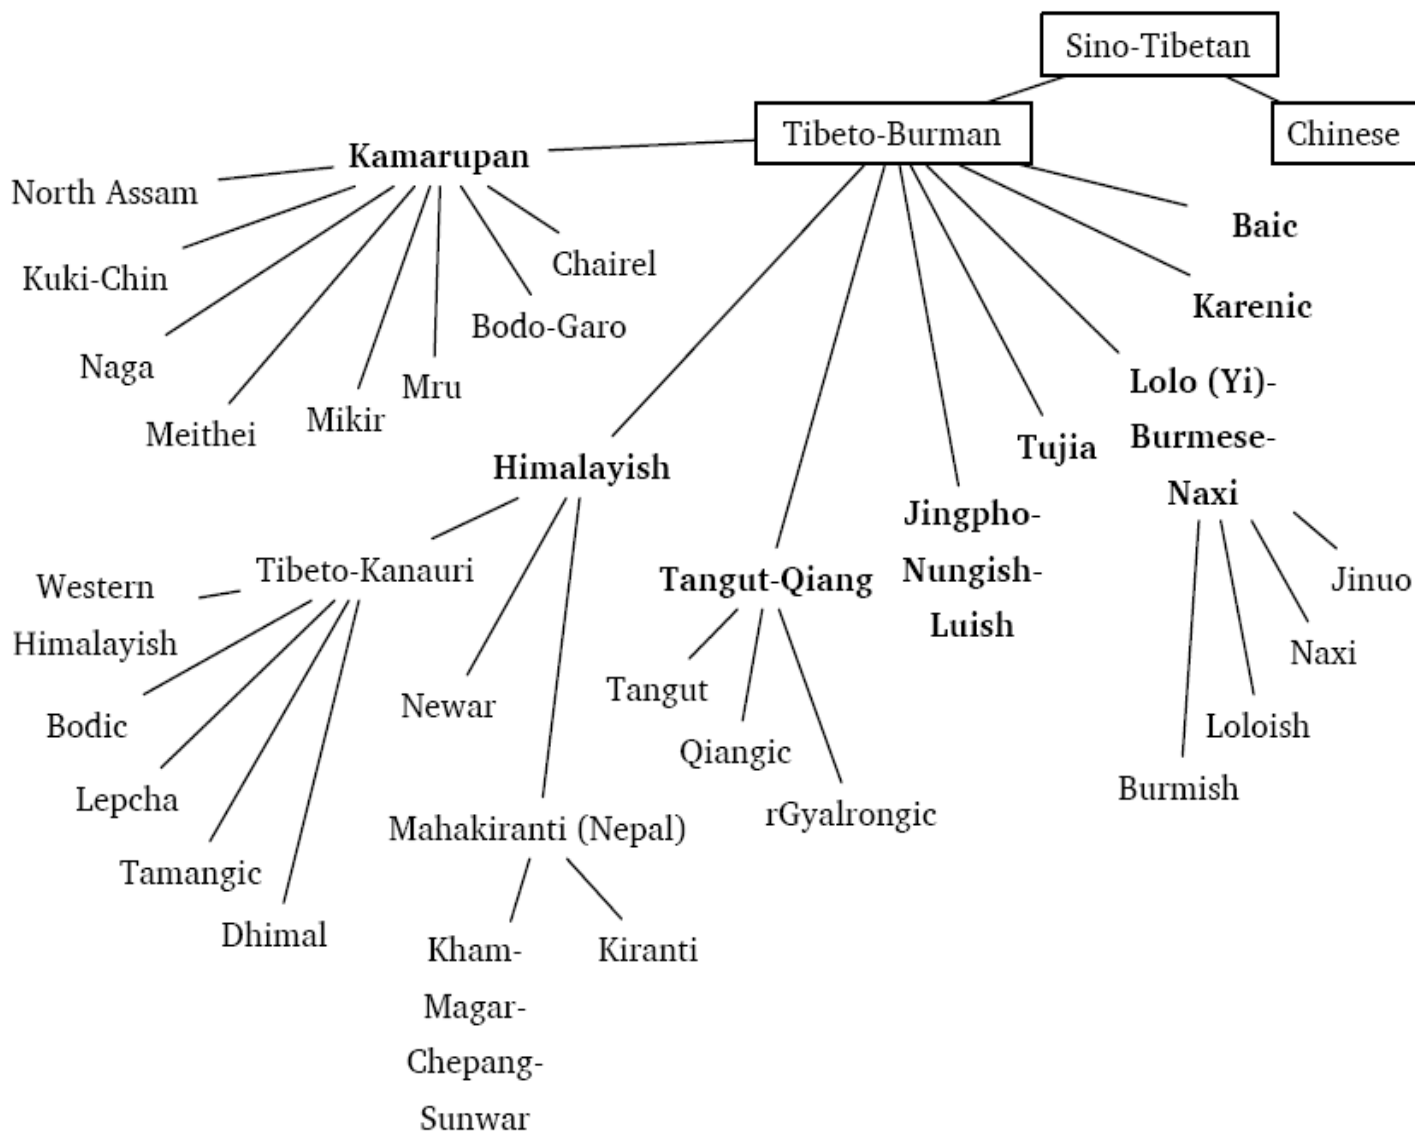 Sino-Tibetan
Tibeto-Burman
Chinese
Kamarupan
North Assam
Kuki-Chin
Naga
Meithei
Mikir
Mru
Bodo-Garo
Chairel
Himalayish
Tibeto-Kanauri
Western
Himalayish
Bodic
Lepcha
Tamangic
Dhimal
Newar
Mahakiranti (Nepal)
Kham-
Magar-
Chepang-
Sunwar
Kiranti
Tangut-Qiang
Tangut
Qiangic
rGyalrongic
Jingpho-
Nungish-
Luish
Tujia
Lolo (Yi)-
Burmese-
Naxi
Burmish
Loloish
Naxi
Jinuo
Karenic
Baic